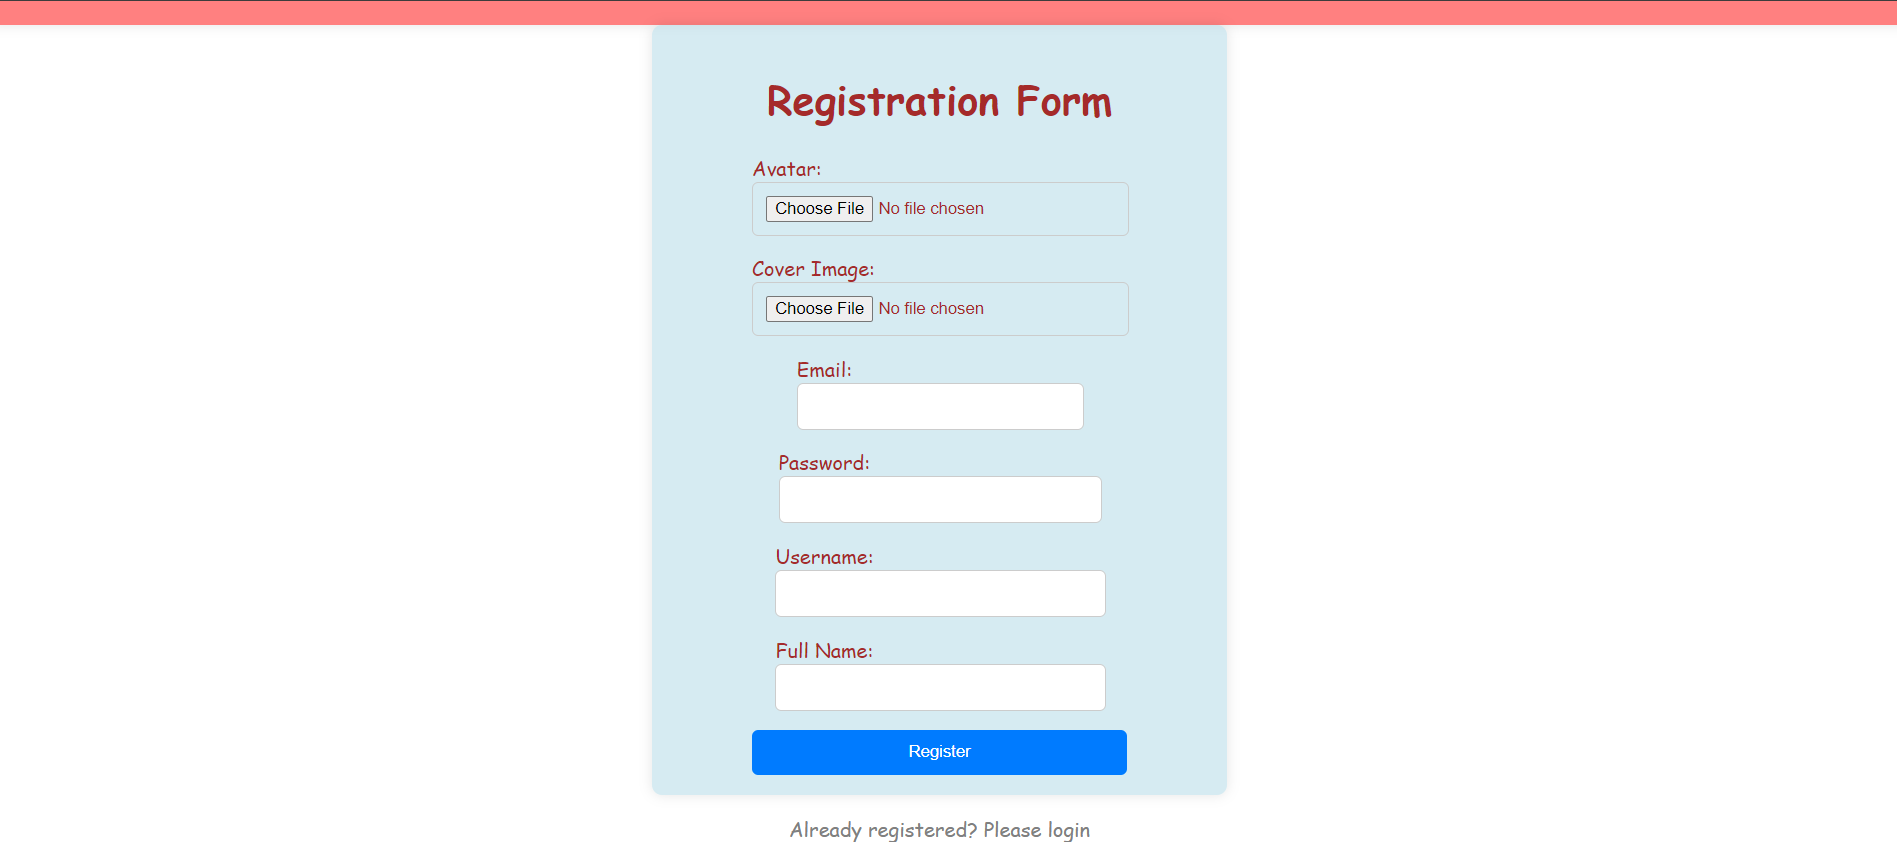 Registration Form
Avatar:
Choose File No file chosen
Cover Image:
Choose File No file chosen
Email:
Password:
Username:
Full Name:
Register
Already registered? Please login